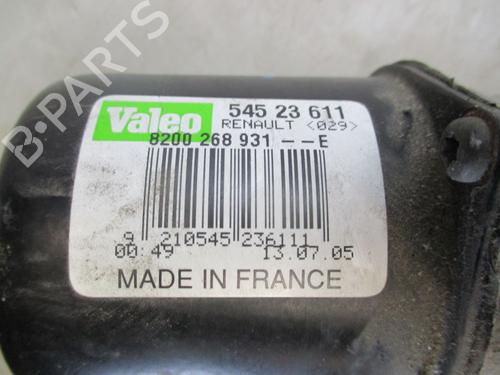 Valeo
545 23 611
RENAULT <029>
8200 268 931 -- E
9 210545 236111
00:49 13.07.05
MADE IN FRANCE